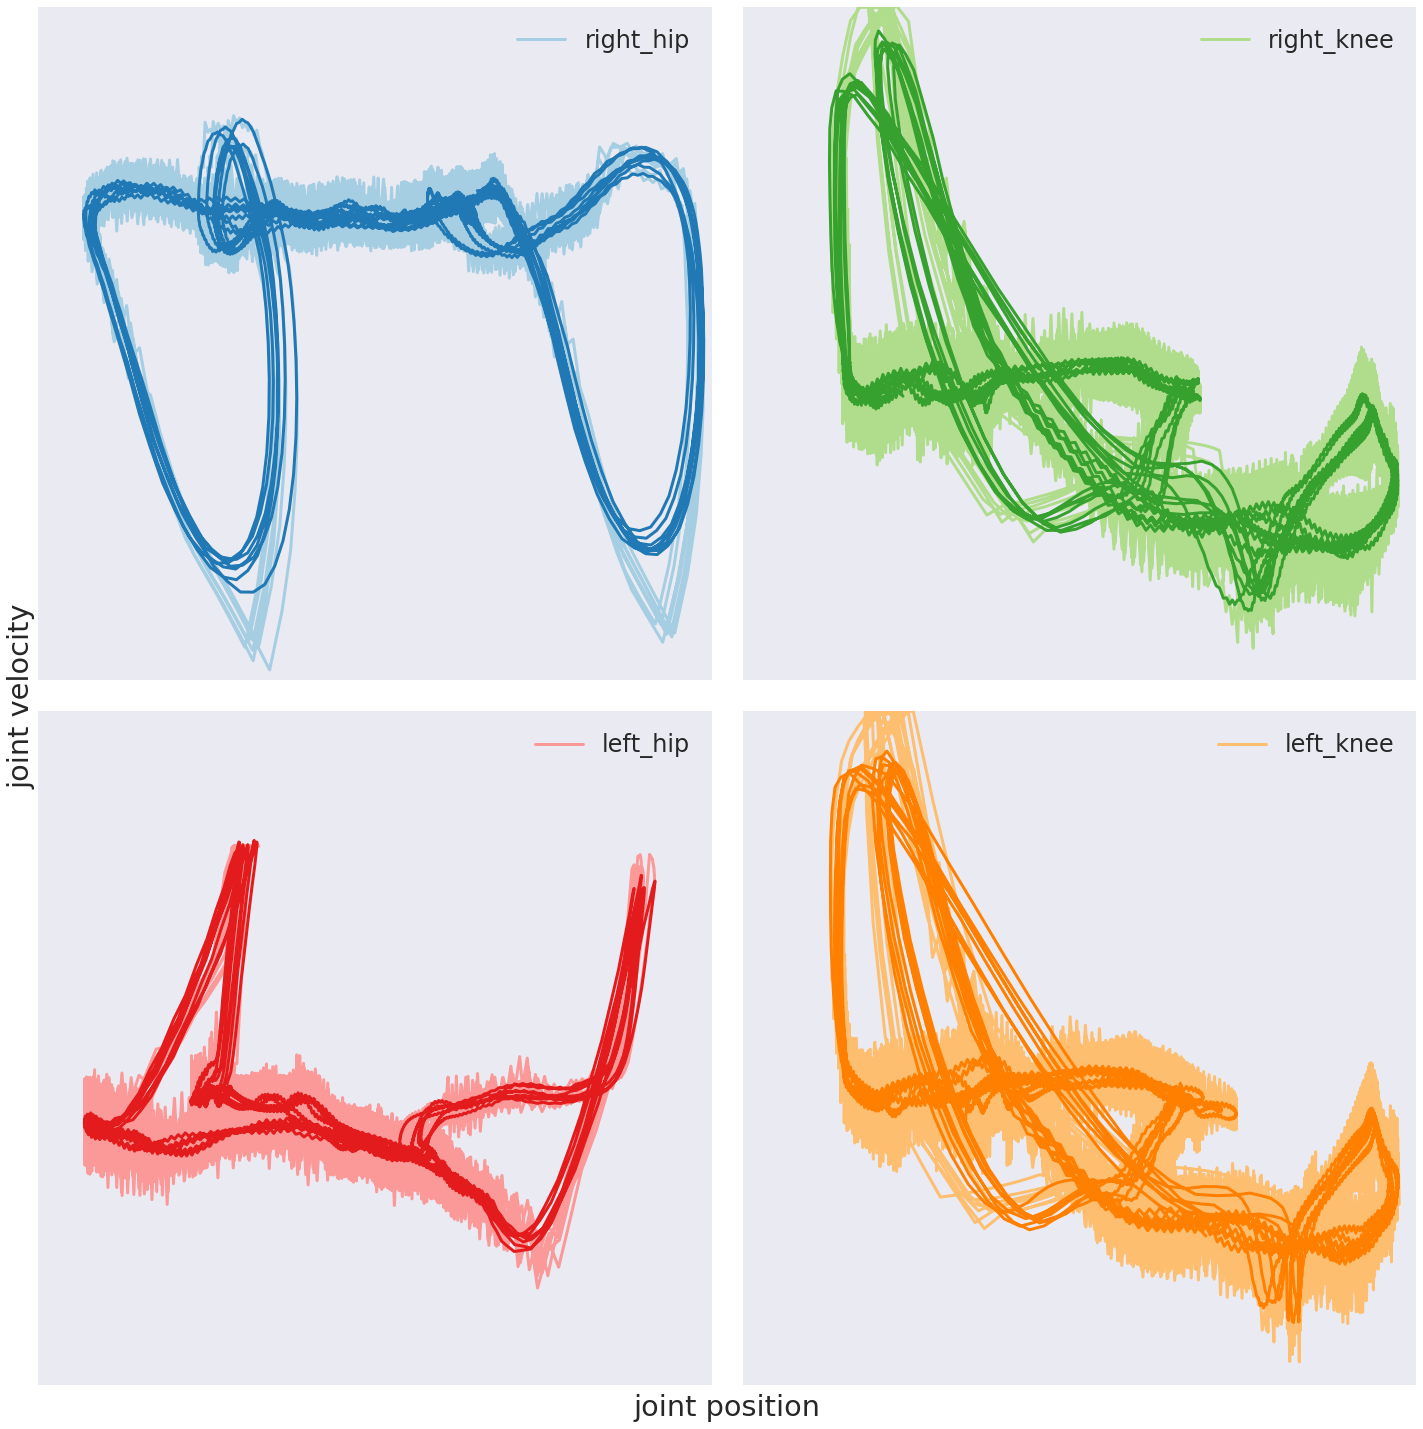 right_hip
right_knee
joint velocity
left_hip
left_knee
joint position